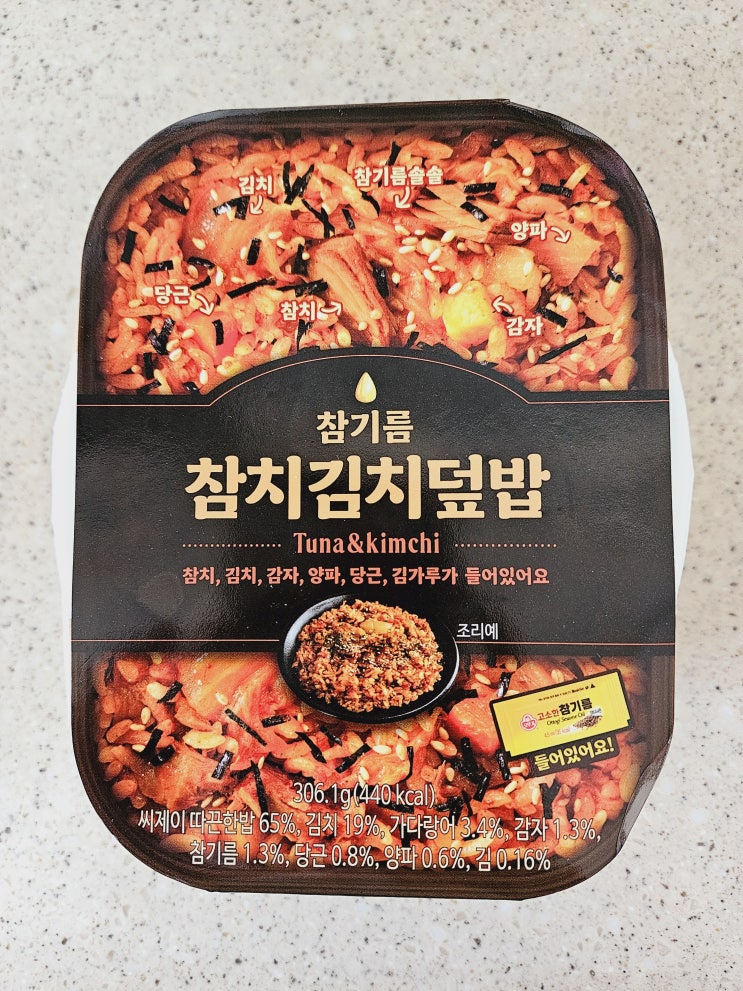 김치
참기름솔솔
양파
당근
참치
감자
참기름
참치김치덮밥
Tuna&kimchi
참치, 김치, 감자, 양파, 당근, 김가루가 들어있어요
조리예
고소한참기름
Ottogi Sesame Oil
들어있어요!
306.1g(440 kcal)
씨제이 따끈한밥 65%, 김치 19%, 가다랑어 3.4%, 감자 1.3%,
참기름 1.3%, 당근 0.8%, 양파 0.6%, 김 0.16%